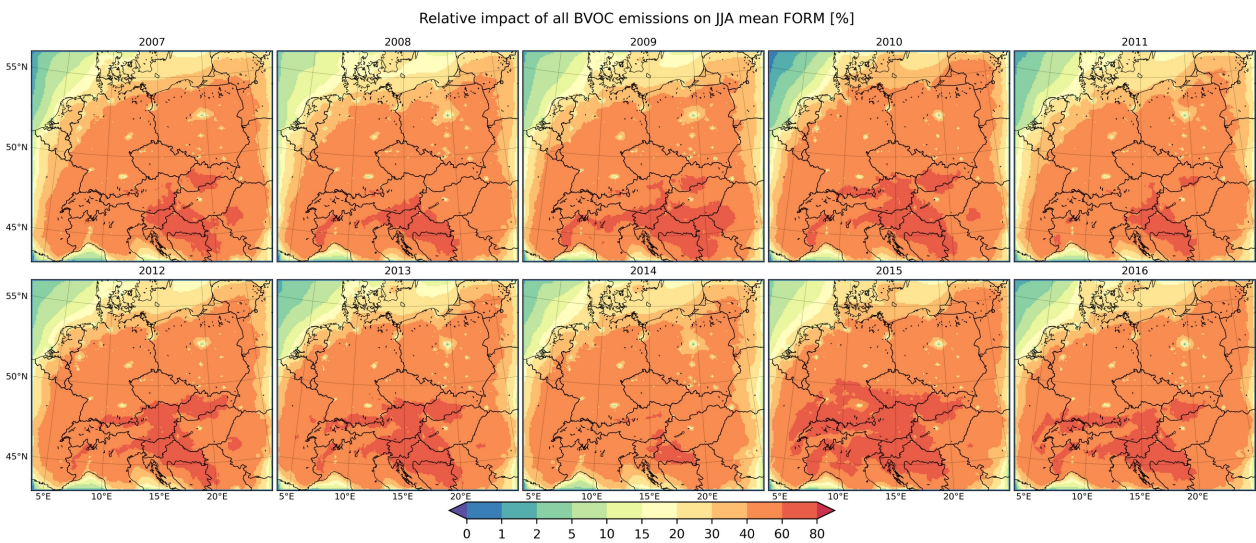 Relative impact of all BVOC emissions on JJA mean FORM [%]
2007 2008 2009 2010 2011
55°N
50°N
45°N
2012 2013 2014 2015 2016
55°N
50°N
45°N
5°E 10°E 15°E 20°E 5°E 10°E 15°E 20°E 5°E 10°E 15°E 20°E 5°E 10°E 15°E 20°E 5°E 10°E 15°E 20°E
0 1 2 5 10 15 20 30 40 60 80